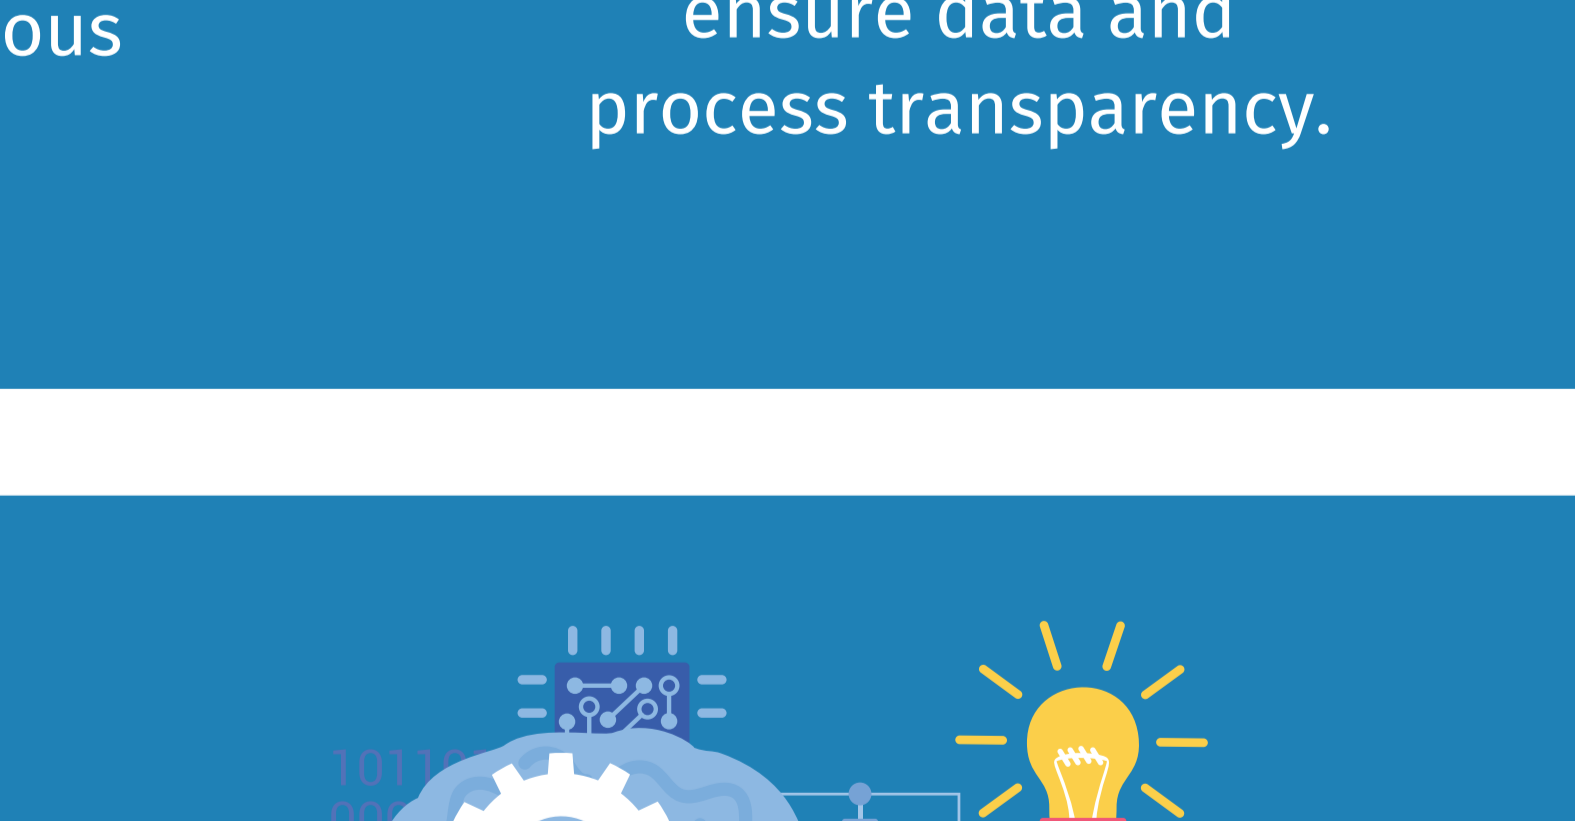 ous
ensure data and
process transparency.